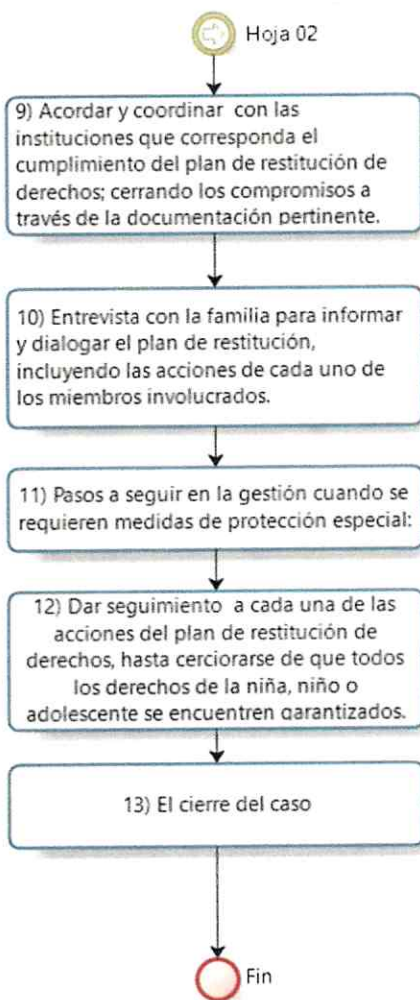 Hoja 02
9) Acordar y coordinar con las
instituciones que corresponda el
cumplimiento del plan de restitución de
derechos; cerrando los compromisos a
través de la documentación pertinente.
10) Entrevista con la familia para informar
y dialogar el plan de restitución,
incluyendo las acciones de cada uno de
los miembros involucrados.
11) Pasos a seguir en la gestión cuando se
requieren medidas de protección especial:
12) Dar seguimiento a cada una de las
acciones del plan de restitución de
derechos, hasta cerciorarse de que todos
los derechos de la niña, niño o
adolescente se encuentren garantizados.
13) El cierre del caso
Fin